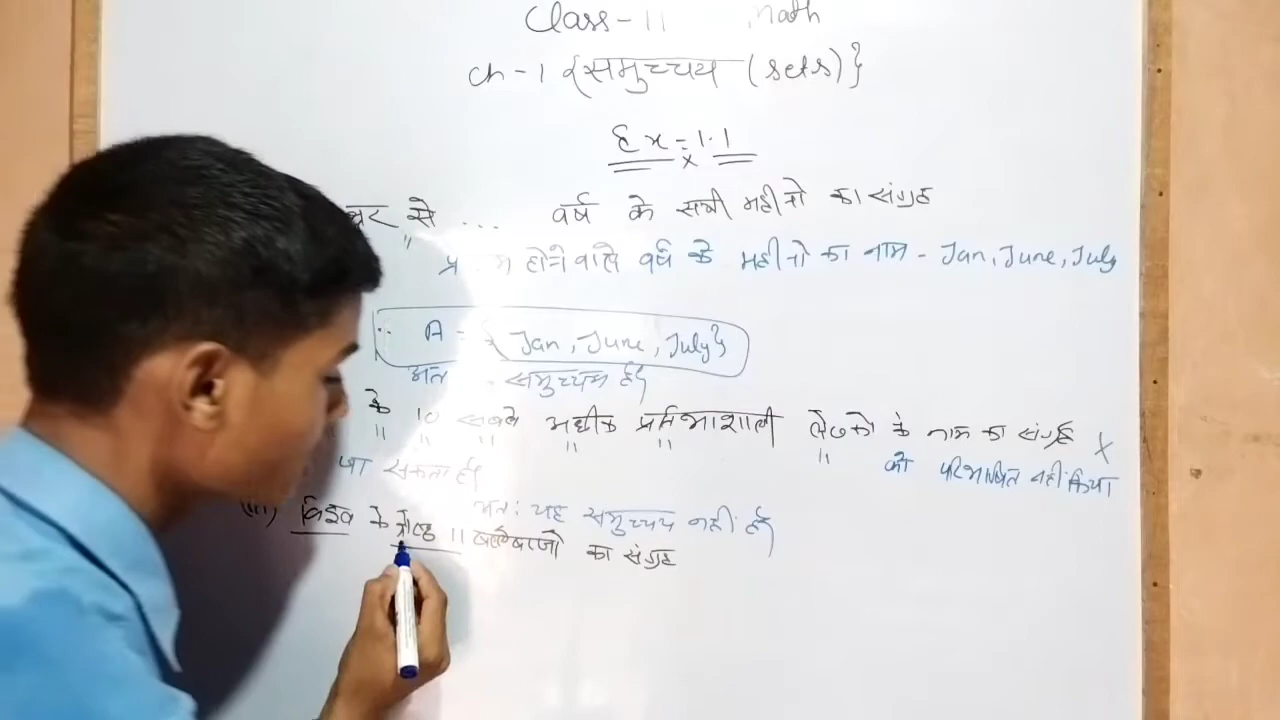 Class - 11 Math
Ch - 1 {समुच्चय (sets)}
Ex = 1.1
से ... वर्ष के सभी महीनो का संग्रह
होने वाले वर्ष के महीनो का नाम - Jan, June, July
A = { Jan, June, July}
समुच्चय है।
के 10 सबसे अधीक प्रतिभाशाली लेखको के नाम का संग्रह X
को परिभाषित नहीं किया
जा सकता है।
अत: यह समुच्चय नहीं है।
(iii) विश्व के श्रेष्ठ 11 बल्लेबाजो का संग्रह